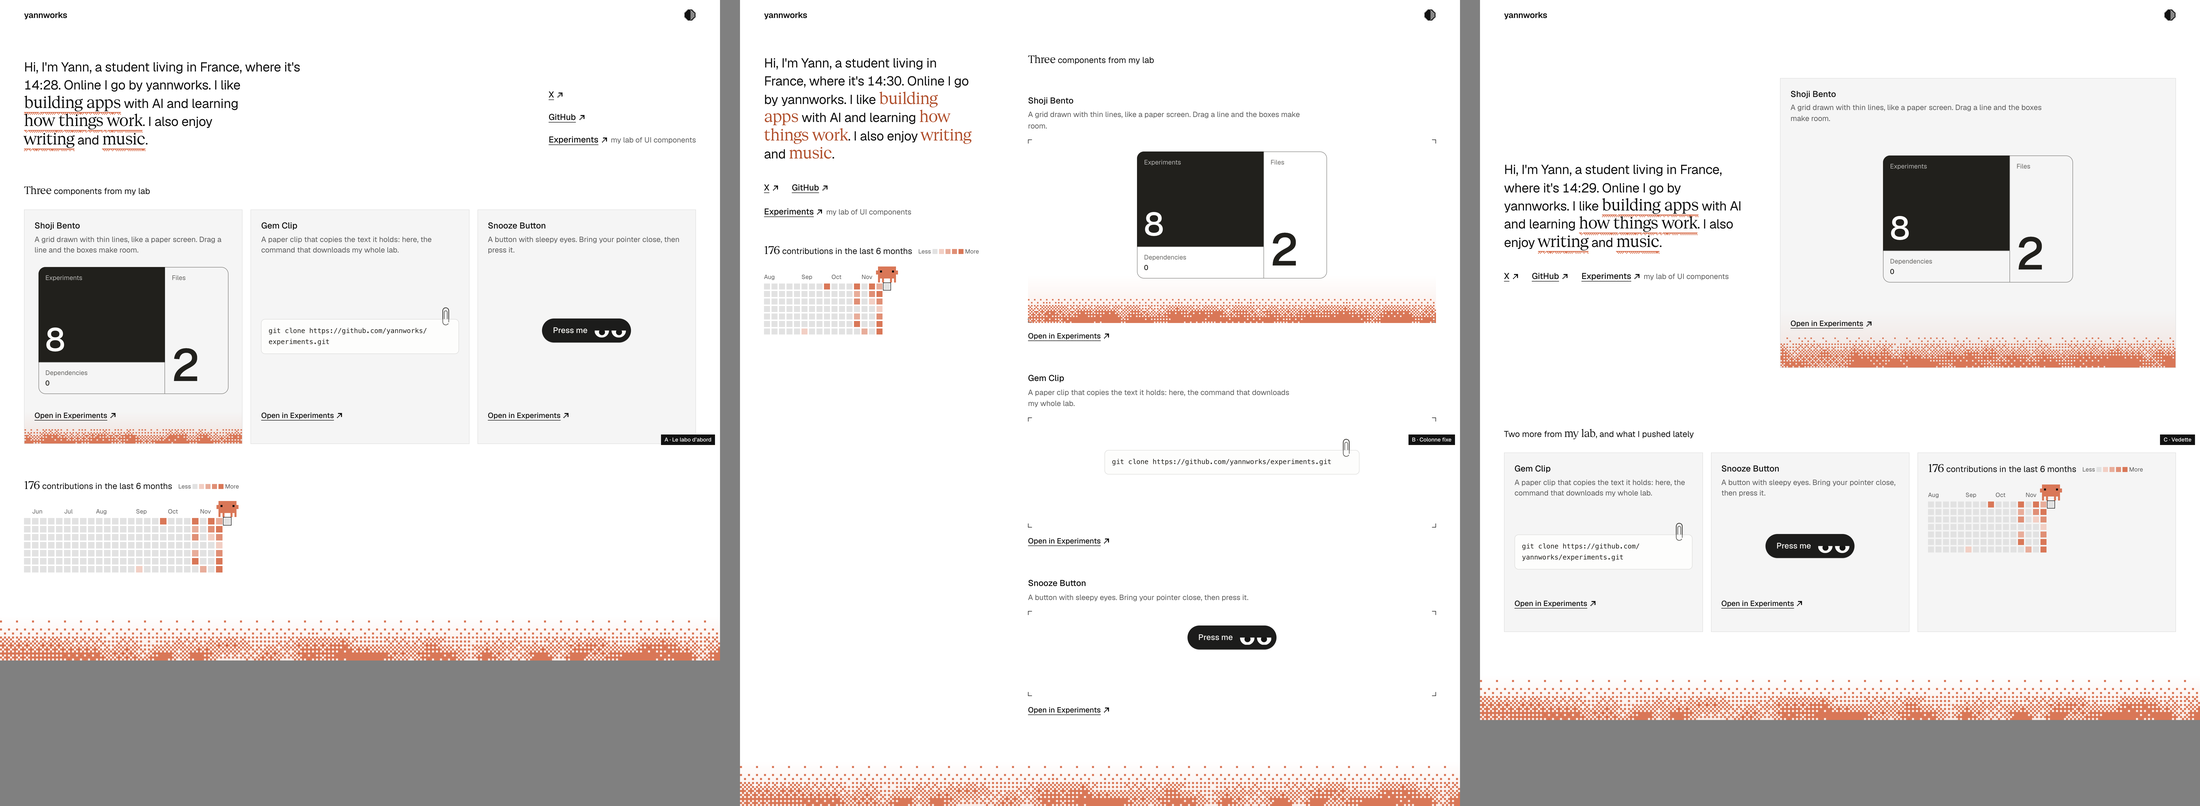 yannworks
Hi, I'm Yann, a student living in France, where it's
14:28. Online I go by yannworks. I like
building apps with AI and learning
how things work. I also enjoy
writing and music.
X
GitHub
Experiments my lab of UI components
Three components from my lab
Shoji Bento
A grid drawn with thin lines, like a paper screen. Drag a
line and the boxes make room.
Experiments
8
Files
2
Dependencies
0
Open in Experiments
Gem Clip
A paper clip that copies the text it holds: here, the
command that downloads my whole lab.
git clone https://github.com/yannworks/
experiments.git
Open in Experiments
Snooze Button
A button with sleepy eyes. Bring your pointer close, then
press it.
Press me
Open in Experiments
A · Le labo d'abord
176 contributions in the last 6 months Less More
Jun Jul Aug Sep Oct Nov
yannworks
Hi, I'm Yann, a student living in
France, where it's 14:30. Online I go
by yannworks. I like building
apps with AI and learning how
things work. I also enjoy writing
and music.
X GitHub
Experiments my lab of UI components
176 contributions in the last 6 months Less More
Aug Sep Oct Nov
Three components from my lab
Shoji Bento
A grid drawn with thin lines, like a paper screen. Drag a line and the boxes make
room.
Experiments
8
Files
2
Dependencies
0
Open in Experiments
Gem Clip
A paper clip that copies the text it holds: here, the command that downloads
my whole lab.
git clone https://github.com/yannworks/experiments.git
Open in Experiments
Snooze Button
A button with sleepy eyes. Bring your pointer close, then press it.
Press me
Open in Experiments
B · Colonne fixe
yannworks
Hi, I'm Yann, a student living in France,
where it's 14:29. Online I go by
yannworks. I like building apps with AI
and learning how things work. I also
enjoy writing and music.
X GitHub Experiments my lab of UI components
Shoji Bento
A grid drawn with thin lines, like a paper screen. Drag a line and the boxes
make room.
Experiments
8
Files
2
Dependencies
0
Open in Experiments
Two more from my lab, and what I pushed lately
C · Vedette
Gem Clip
A paper clip that copies the text it holds: here, the
command that downloads my whole lab.
git clone https://github.com/
yannworks/experiments.git
Open in Experiments
Snooze Button
A button with sleepy eyes. Bring your pointer close,
then press it.
Press me
Open in Experiments
176 contributions in the last 6 months Less More
Aug Sep Oct Nov